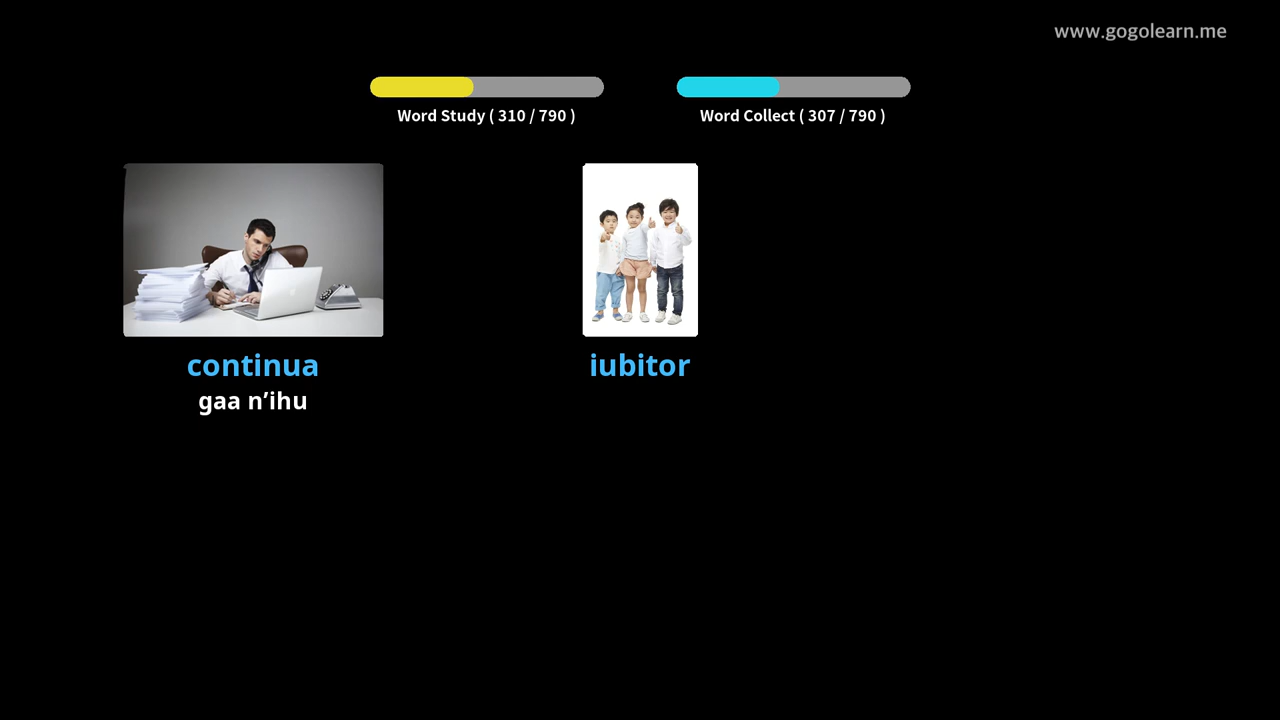 www.gogolearn.me
Word Study ( 310 / 790 )
Word Collect ( 307 / 790 )
continua
gaa n’ihu
iubitor